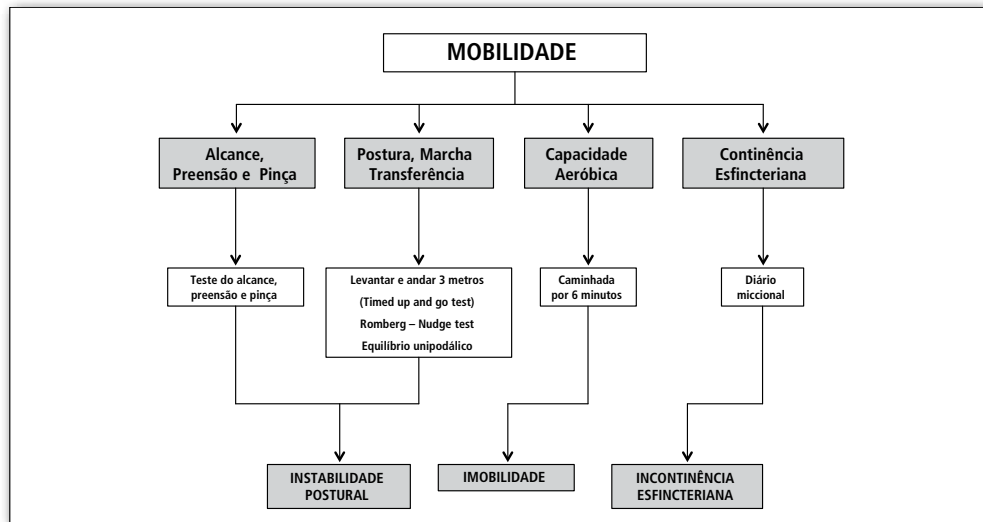 MOBILIDADE
Alcance,
Preensão e Pinça
Postura, Marcha
Transferência
Capacidade
Aeróbica
Continência
Esfincteriana
Teste do alcance,
preensão e pinça
Levantar e andar 3 metros
(Timed up and go test)
Romberg – Nudge test
Equilíbrio unipodálico
Caminhada
por 6 minutos
Diário
miccional
INSTABILIDADE
POSTURAL
IMOBILIDADE
INCONTINÊNCIA
ESFINCTERIANA